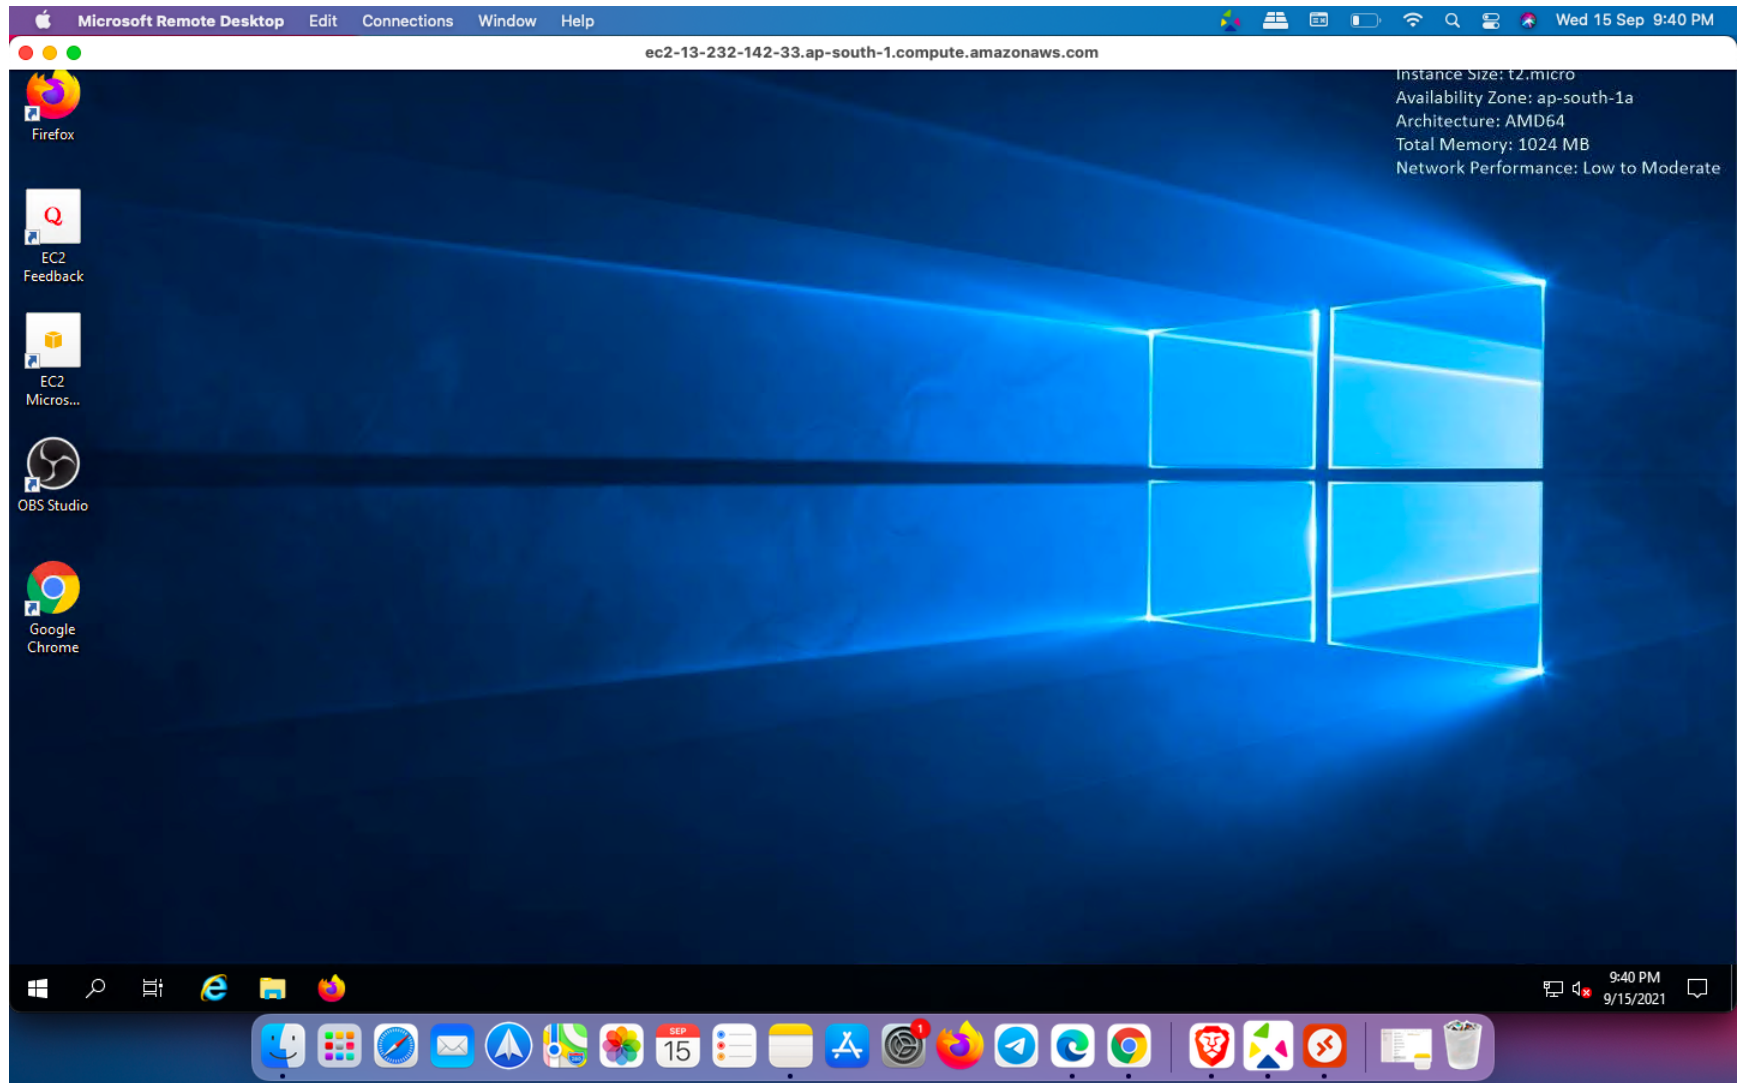 Microsoft Remote Desktop Edit Connections Window Help Wed 15 Sep 9:40 PM
ec2-13-232-142-33.ap-south-1.compute.amazonaws.com
Instance Size: t2.micro
Availability Zone: ap-south-1a
Architecture: AMD64
Total Memory: 1024 MB
Network Performance: Low to Moderate
Firefox
Q
EC2
Feedback
EC2
Micros...
OBS Studio
Google
Chrome
9:40 PM
9/15/2021
SEP
15
1